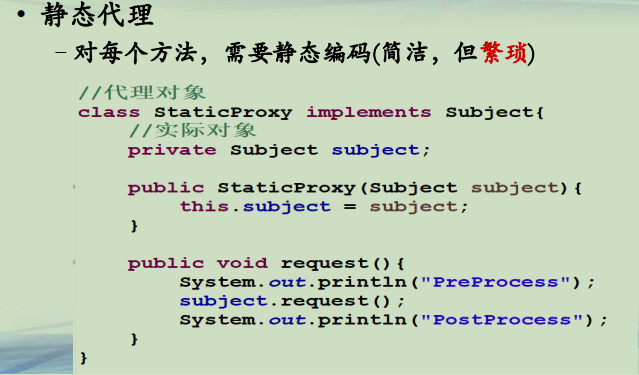 • 静态代理
– 对每个方法，需要静态编码(简洁，但繁琐)
//代理对象
class StaticProxy implements Subject{
//实际对象
private Subject subject;
public StaticProxy(Subject subject){
this.subject = subject;
}
public void request(){
System.out.println("PreProcess");
subject.request();
System.out.println("PostProcess");
}
}